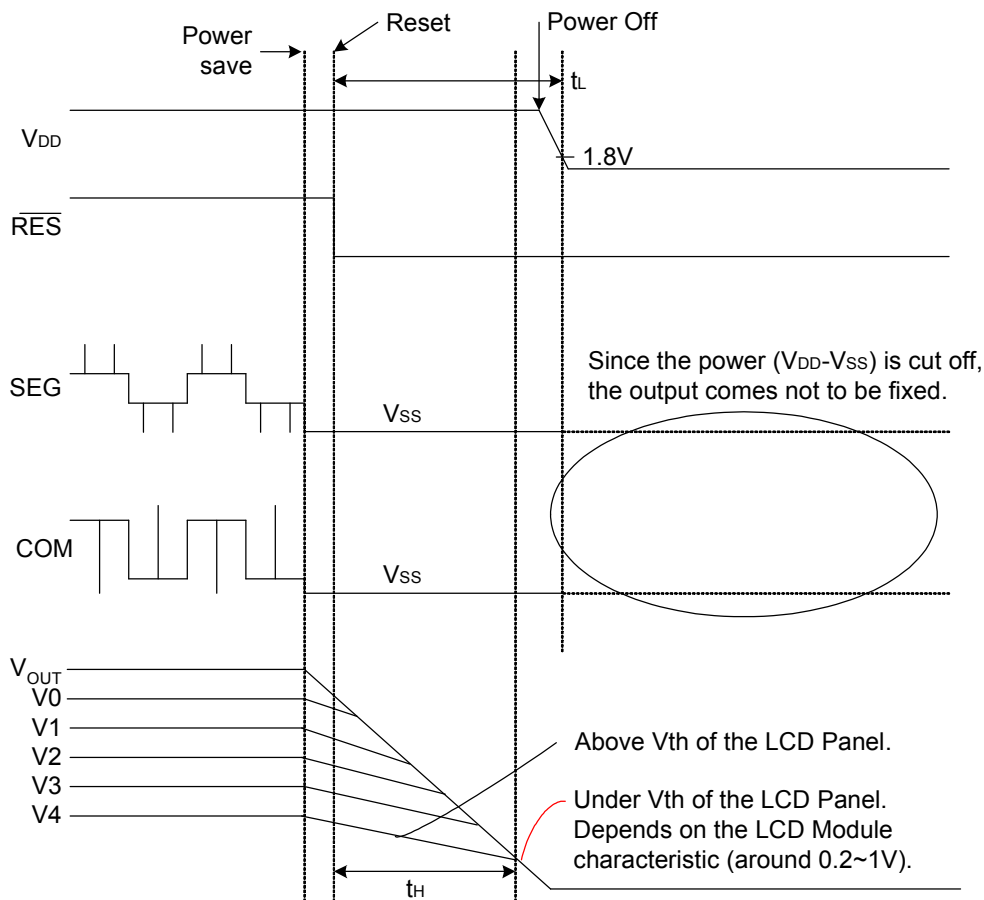 Power save
Reset
Power Off
tL
VDD
1.8V
RES
SEG
VSS
Since the power (VDD-VSS) is cut off,
the output comes not to be fixed.
COM
VSS
VOUT
V0
V1
V2
V3
V4
Above Vth of the LCD Panel.
Under Vth of the LCD Panel.
Depends on the LCD Module
characteristic (around 0.2~1V).
tH